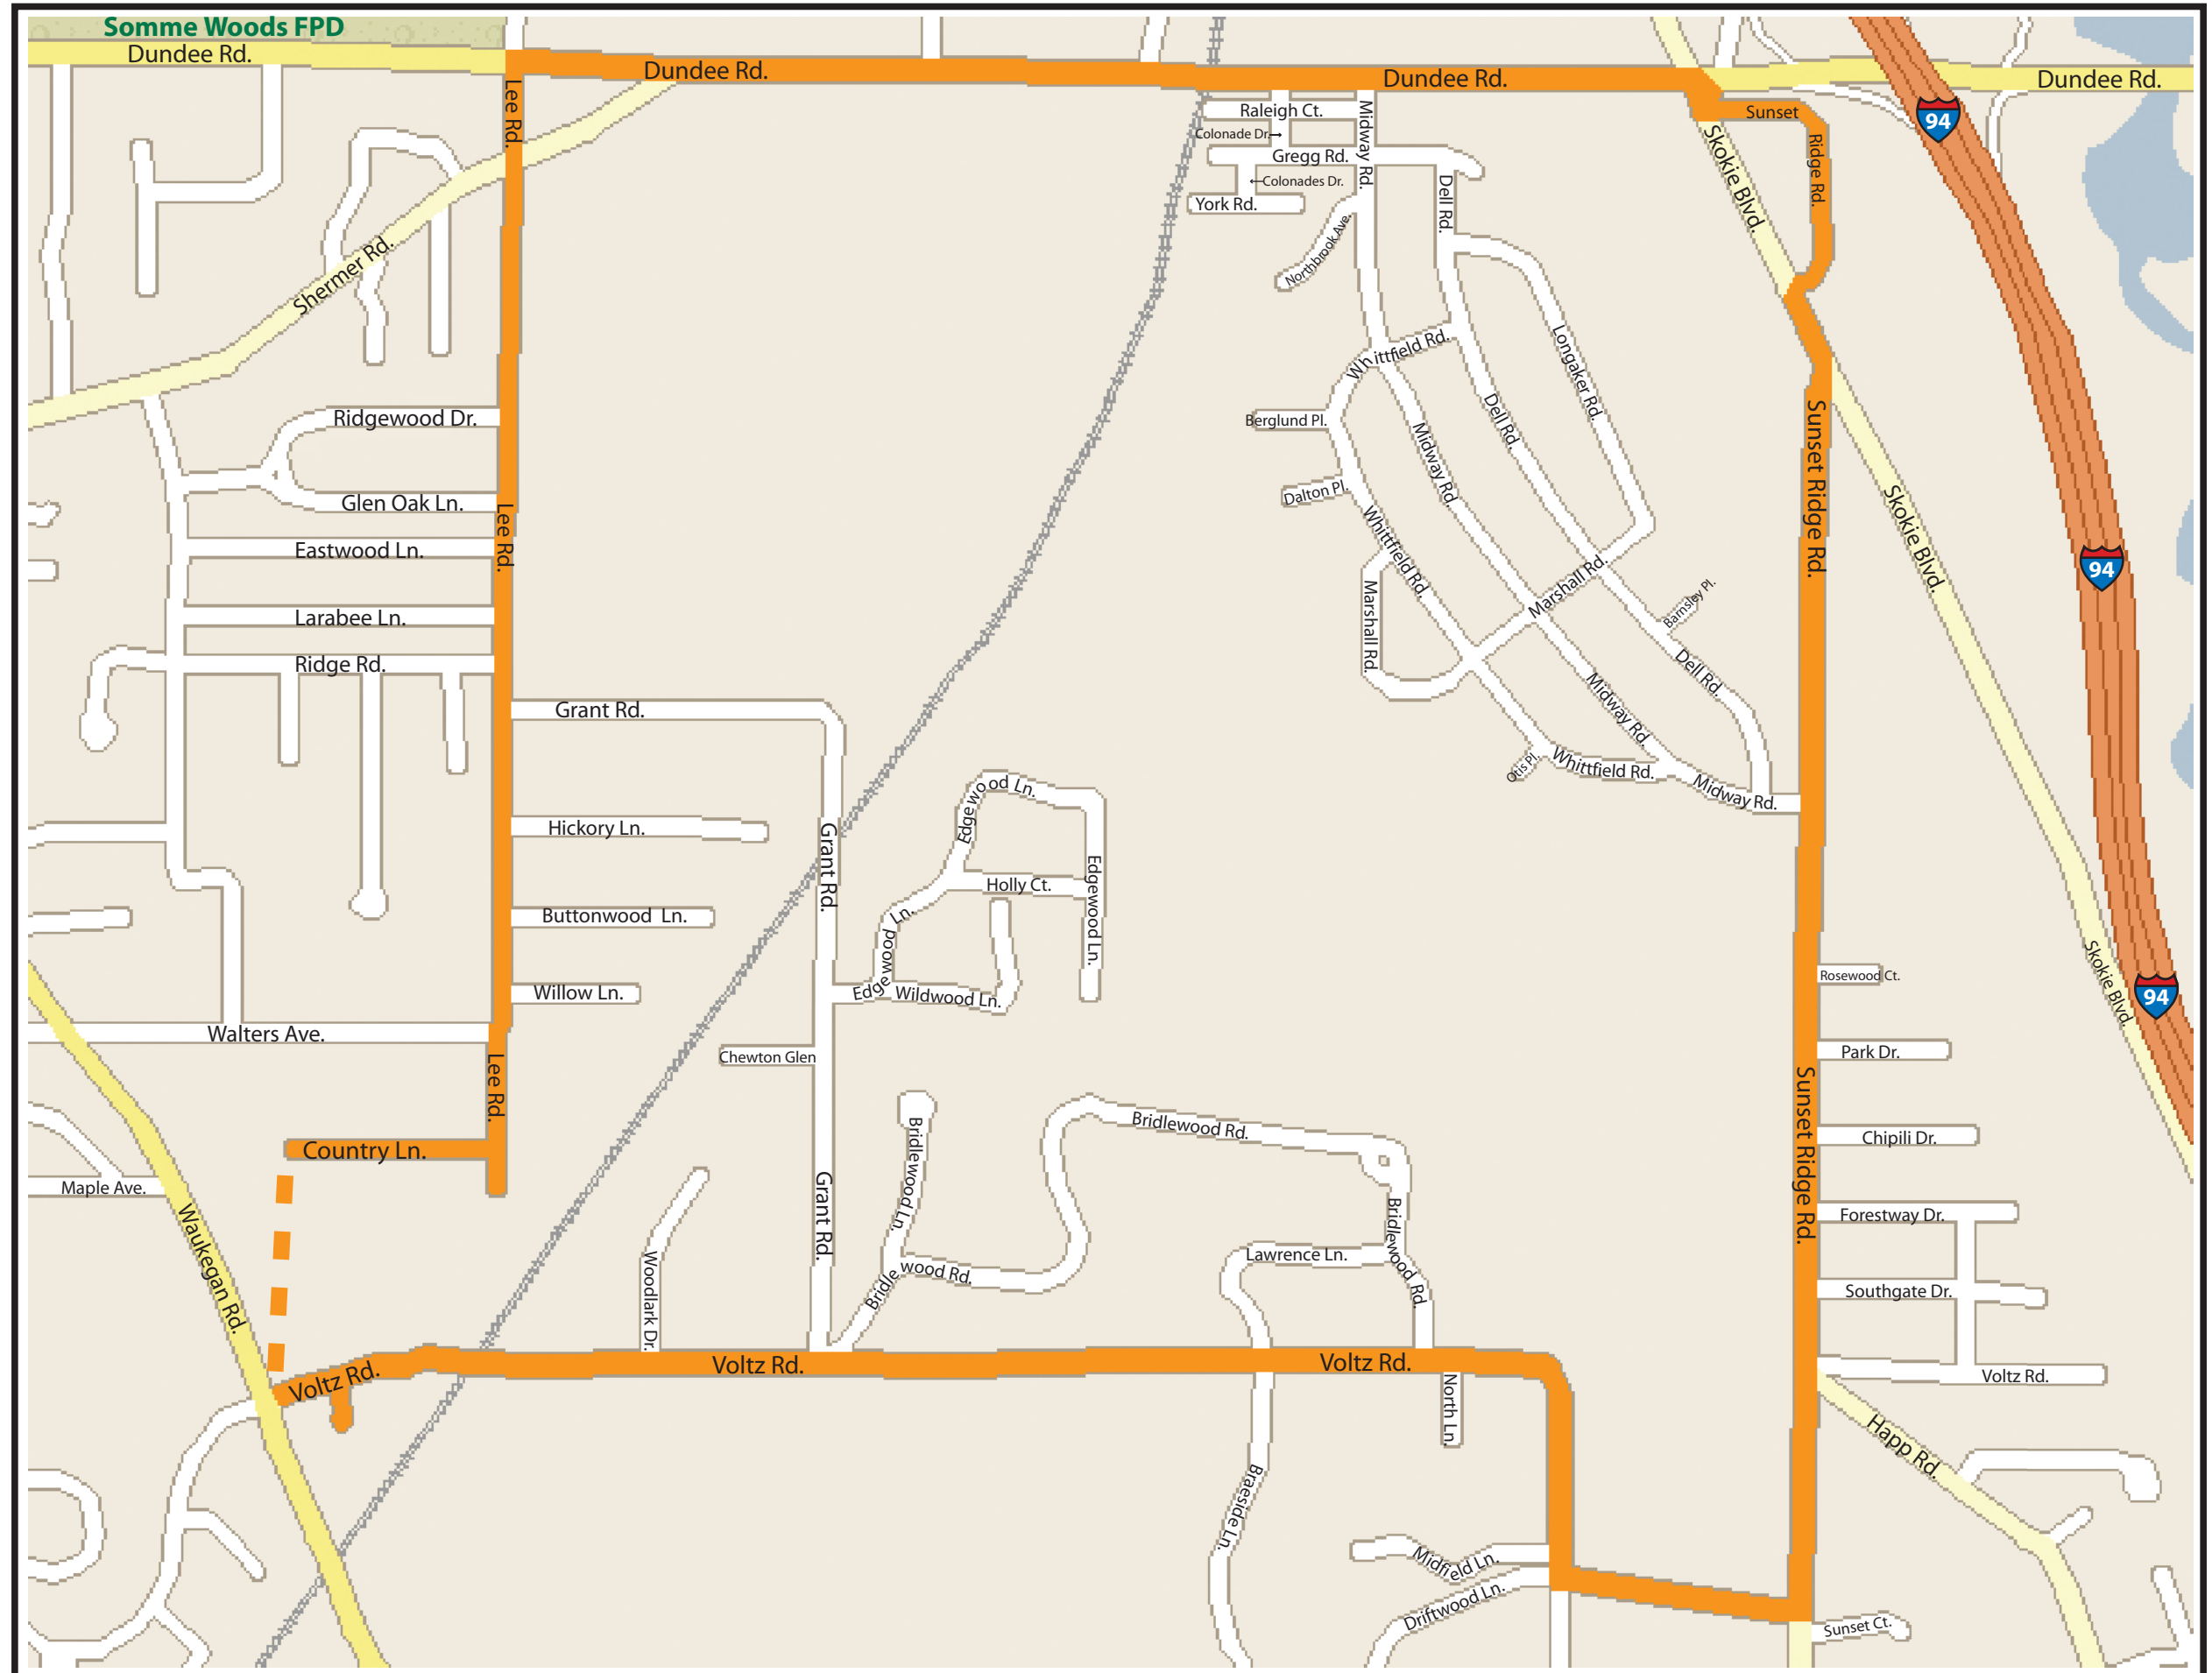 Somme Woods FPD
Dundee Rd.
Dundee Rd.
Dundee Rd.
Dundee Rd.
Lee Rd.
Raleigh Ct.
Colonade Dr.→
Gregg Rd.
←Colonades Dr.
York Rd.
Midway Rd.
Northbrook Ave.
Dell Rd.
Sunset
Ridge Rd.
Skokie Blvd.
94
Shermer Rd.
Whittfield Rd.
Longaker Rd.
Berglund Pl.
Dell Rd.
Midway Rd.
Dalton Pl.
Sunset Ridge Rd.
Skokie Blvd.
94
Ridgewood Dr.
Glen Oak Ln.
Lee Rd.
Eastwood Ln.
Larabee Ln.
Ridge Rd.
Whittfield Rd.
Marshall Rd.
Marshall Rd.
Barnsley Pl.
Dell Rd.
Midway Rd.
Otis Pl.
Whittfield Rd.
Midway Rd.
Grant Rd.
Hickory Ln.
Grant Rd.
Edgewood Ln.
Holly Ct.
Edgewood Ln.
Buttonwood Ln.
Willow Ln.
Edgewood Ln.
Wildwood Ln.
Skokie Blvd.
94
Rosewood Ct.
Walters Ave.
Chewton Glen
Park Dr.
Lee Rd.
Sunset Ridge Rd.
Bridlewood Ln.
Bridlewood Rd.
Chipili Dr.
Country Ln.
Maple Ave.
Waukegan Rd.
Grant Rd.
Bridlewood Rd.
Forestway Dr.
Lawrence Ln.
Bridlewood Rd.
Southgate Dr.
Woodlark Dr.
Voltz Rd.
Voltz Rd.
Voltz Rd.
Voltz Rd.
North Ln.
Happ Rd.
Braeside Ln.
Midfield Ln.
Driftwood Ln.
Sunset Ct.